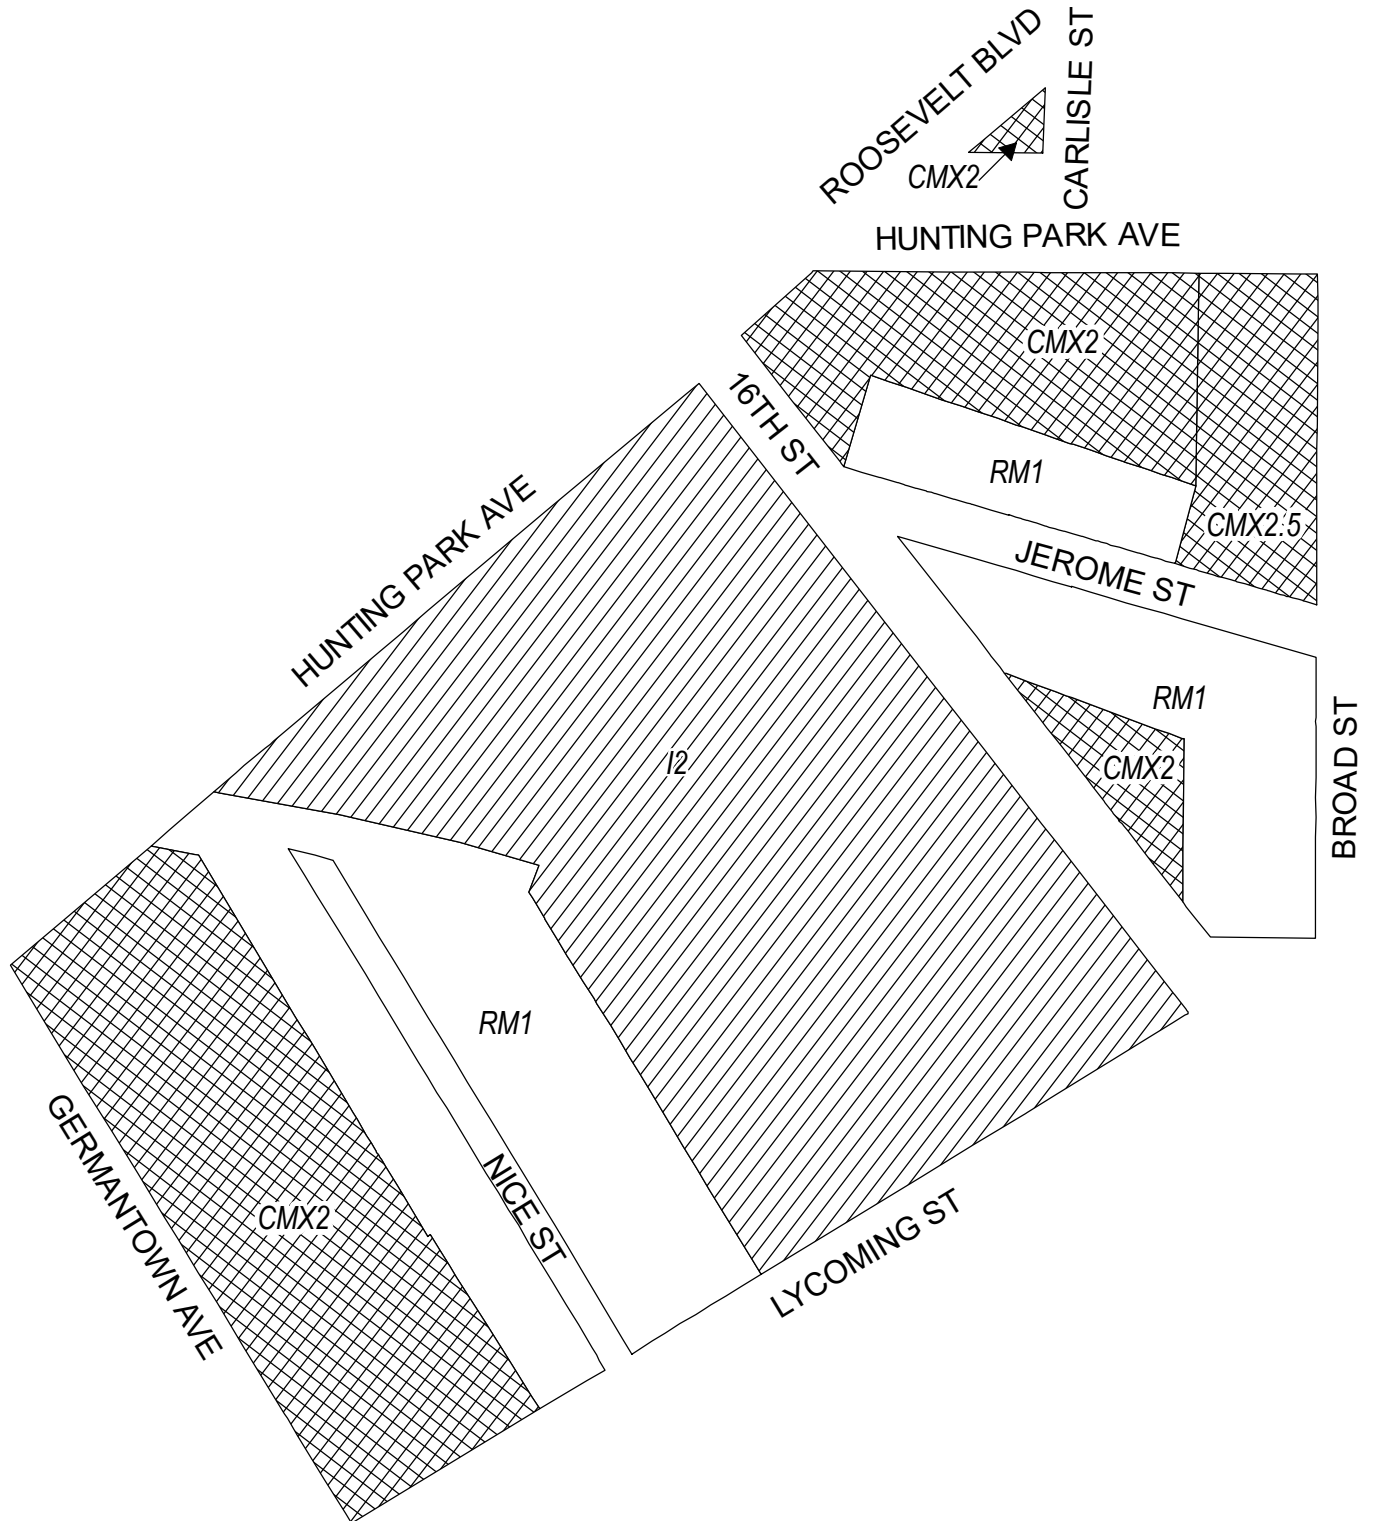 ROOSEVELT BLVD
CARLISLE ST
CMX2
HUNTING PARK AVE
CMX2
16TH ST
RM1
HUNTING PARK AVE
CMX2.5
JEROME ST
RM1
I2
CMX2
BROAD ST
RM1
GERMANTOWN AVE
NICE ST
CMX2
LYCOMING ST